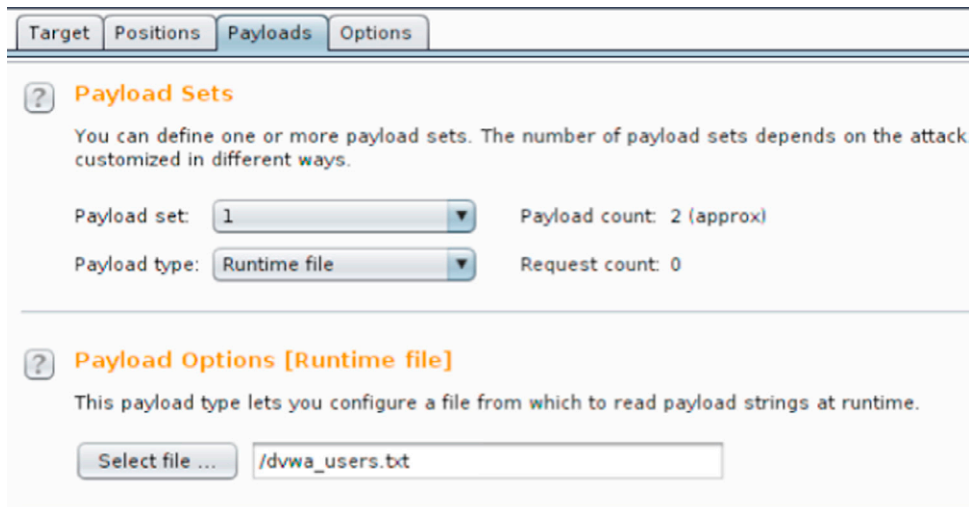 Target Positions Payloads Options
? Payload Sets
You can define one or more payload sets. The number of payload sets depends on the attack
customized in different ways.
Payload set: 1 Payload count: 2 (approx)
Payload type: Runtime file Request count: 0
? Payload Options [Runtime file]
This payload type lets you configure a file from which to read payload strings at runtime.
Select file ... /dvwa_users.txt